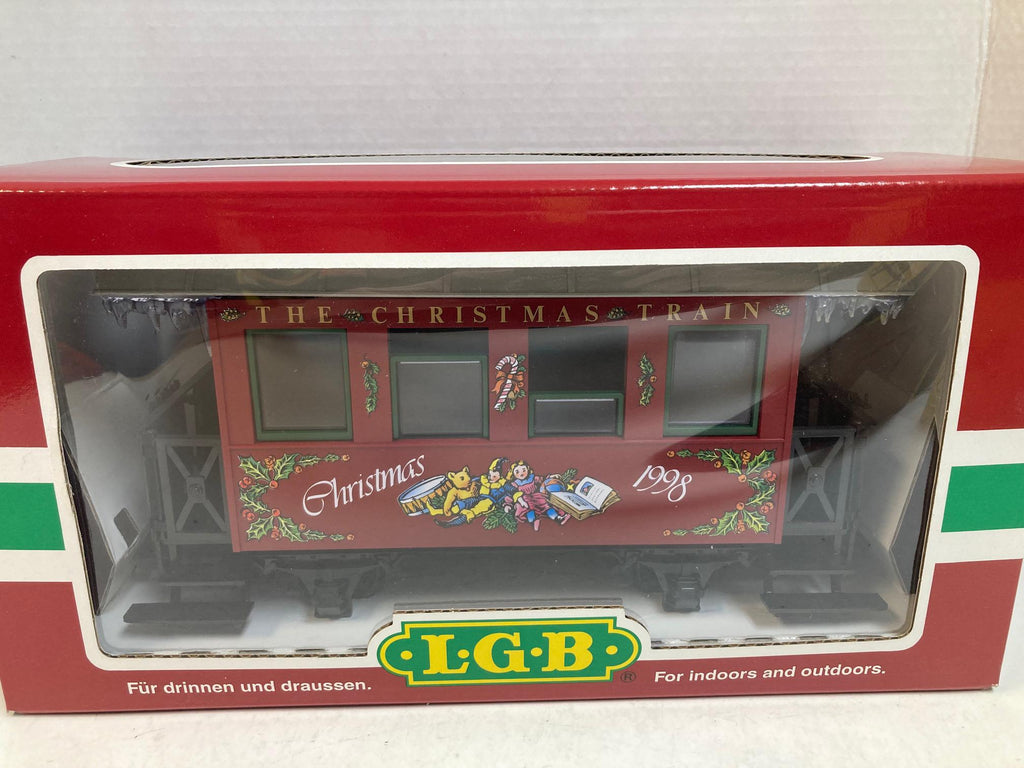 THE CHRISTMAS TRAIN
Christmas 1998
L·G·B ®
Für drinnen und draussen.
For indoors and outdoors.